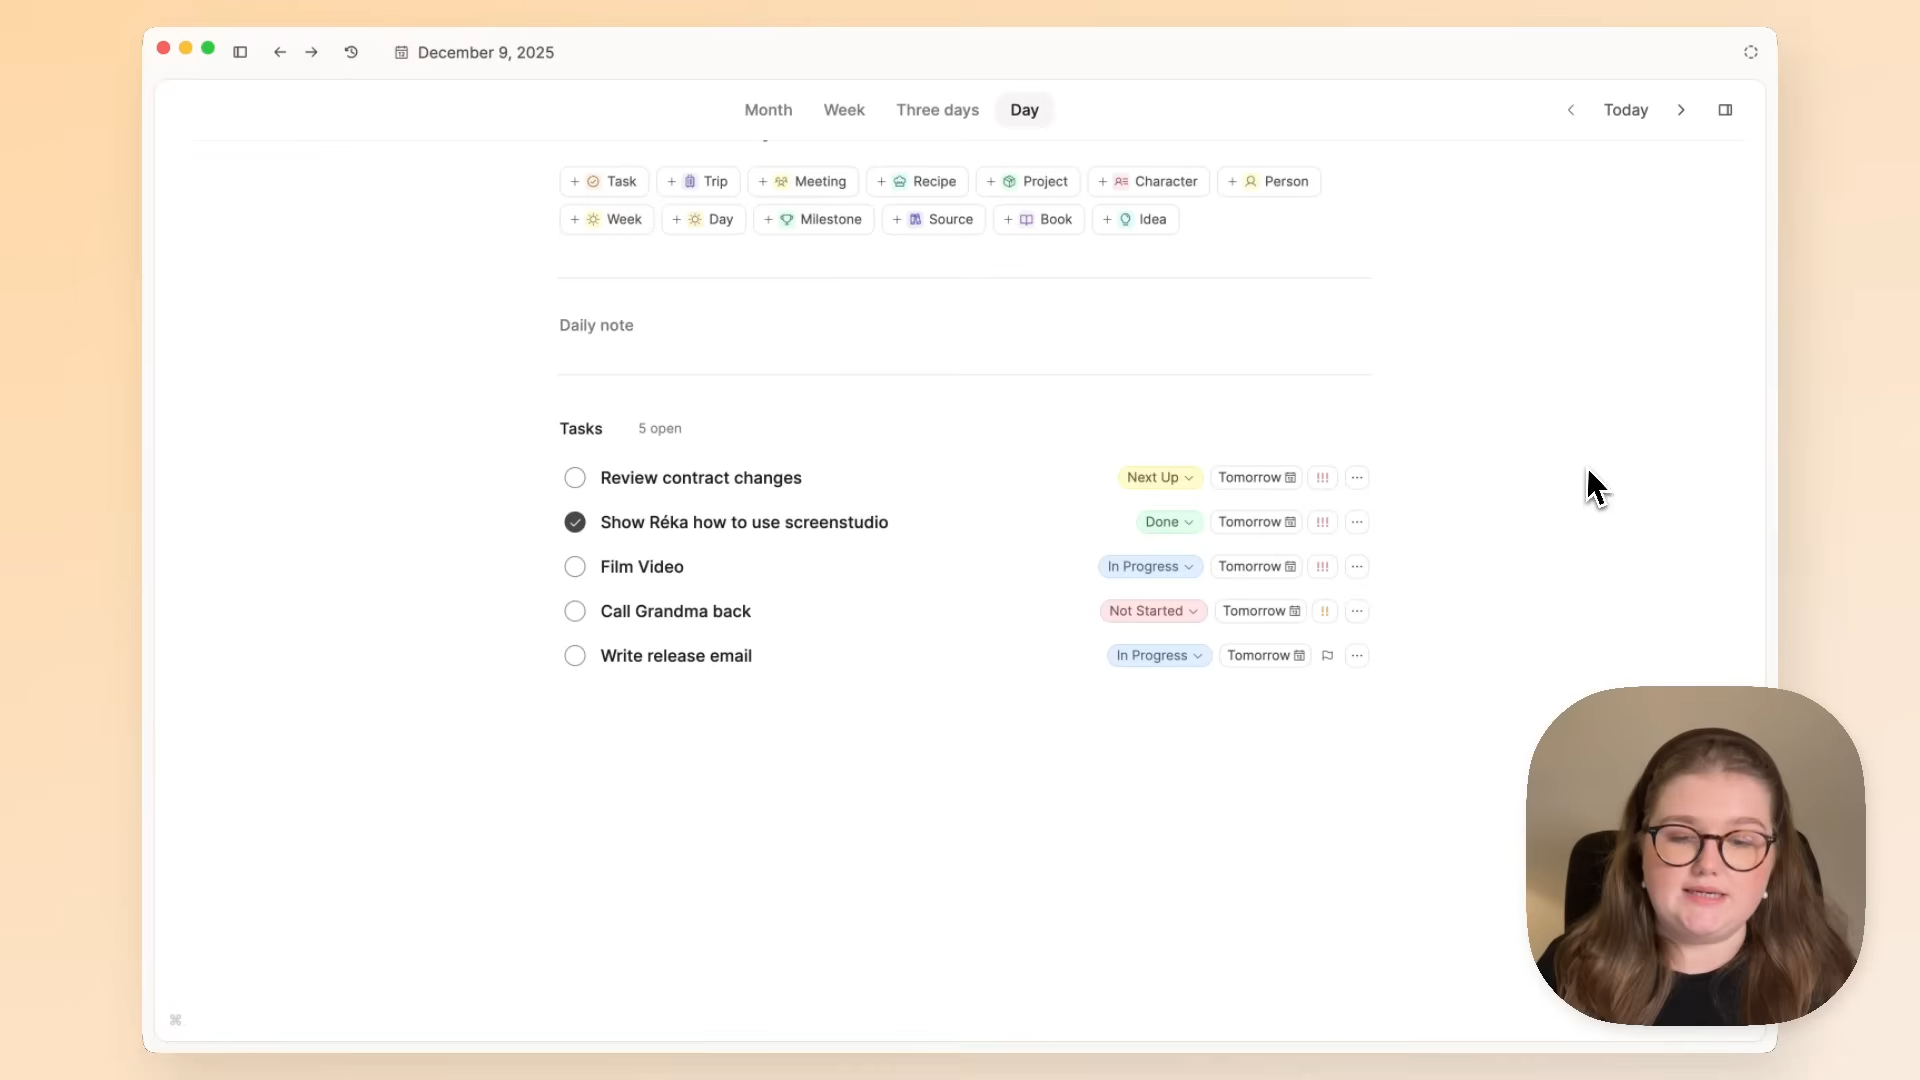 December 9, 2025
Month Week Three days Day
Today
+ Task + Trip + Meeting + Recipe + Project + Character + Person
+ Week + Day + Milestone + Source + Book + Idea
Daily note
Tasks 5 open
Review contract changes Next Up Tomorrow !!! ...
Show Réka how to use screenstudio Done Tomorrow !!! ...
Film Video In Progress Tomorrow !!! ...
Call Grandma back Not Started Tomorrow !! ...
Write release email In Progress Tomorrow ...
⌘